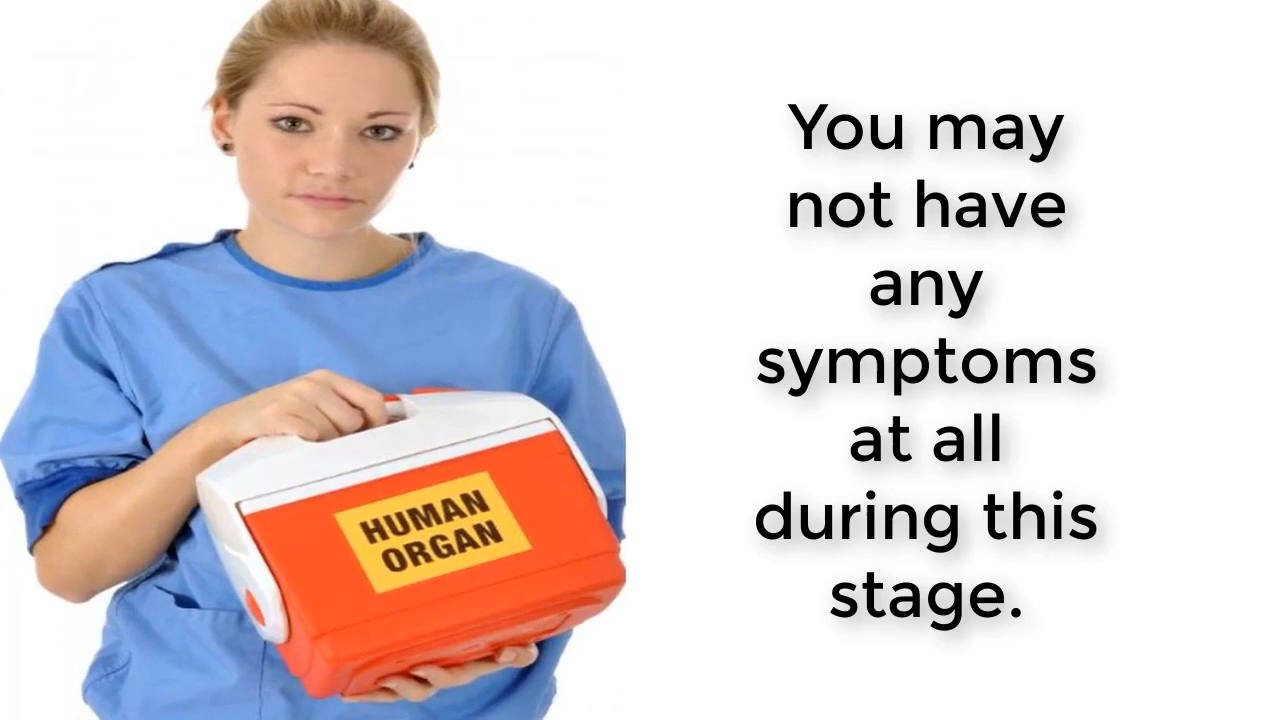 HUMAN
ORGAN
You may
not have
any
symptoms
at all
during this
stage.